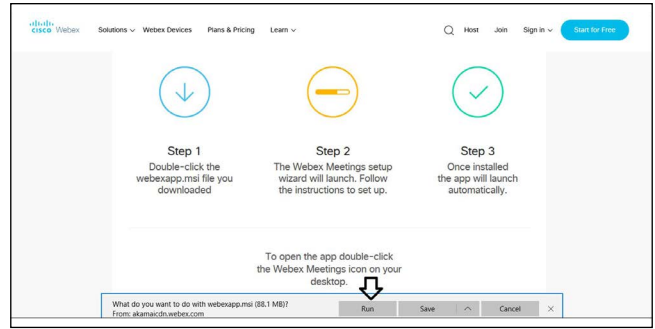 CISCO Webex Solutions Webex Devices Plans & Pricing Learn Host Join Sign in Start for Free
Step 1
Double-click the
webexapp.msi file you
downloaded
Step 2
The Webex Meetings setup
wizard will launch. Follow
the instructions to set up.
Step 3
Once installed
the app will launch
automatically.
To open the app double-click
the Webex Meetings icon on your
desktop.
What do you want to do with webexapp.msi (88.1 MB)?
From: akamaicdn.webex.com
Run Save Cancel